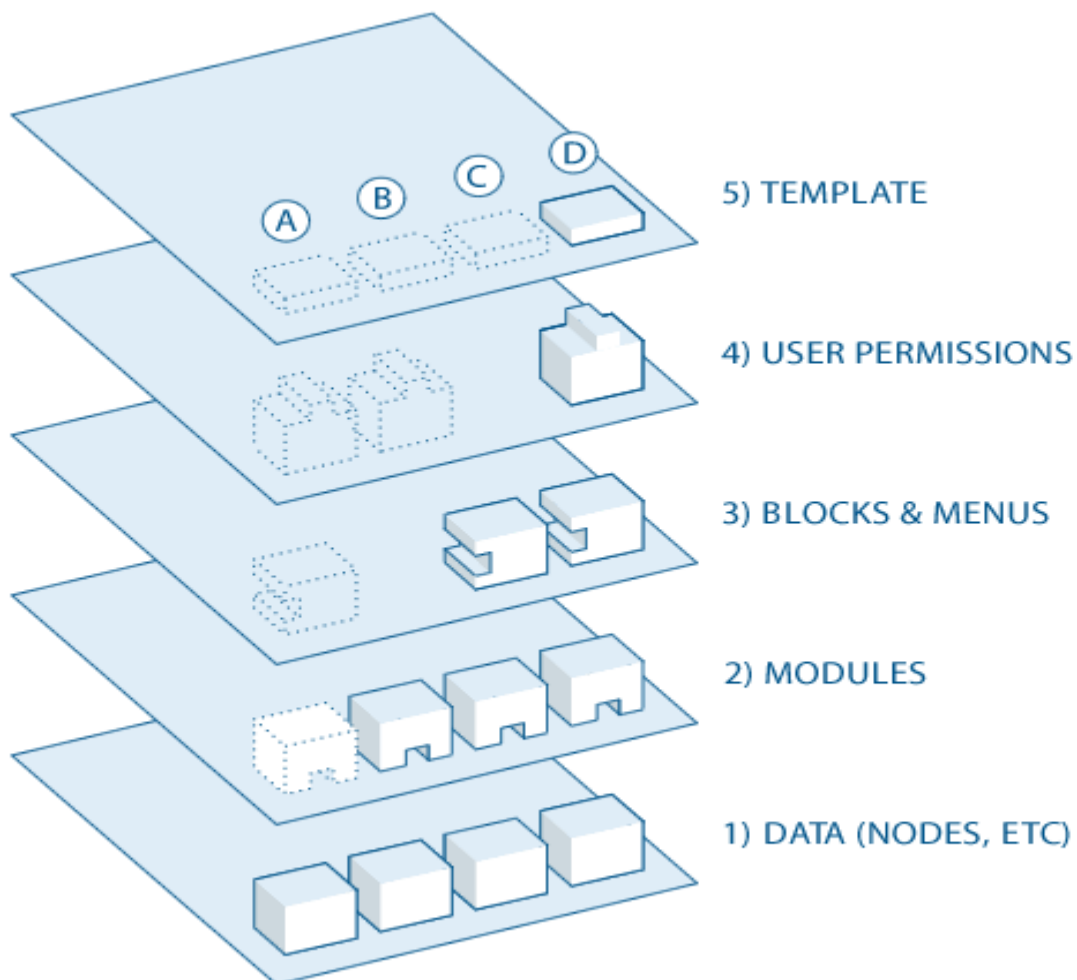 A
B
C
D
5) TEMPLATE
4) USER PERMISSIONS
3) BLOCKS & MENUS
2) MODULES
1) DATA (NODES, ETC)